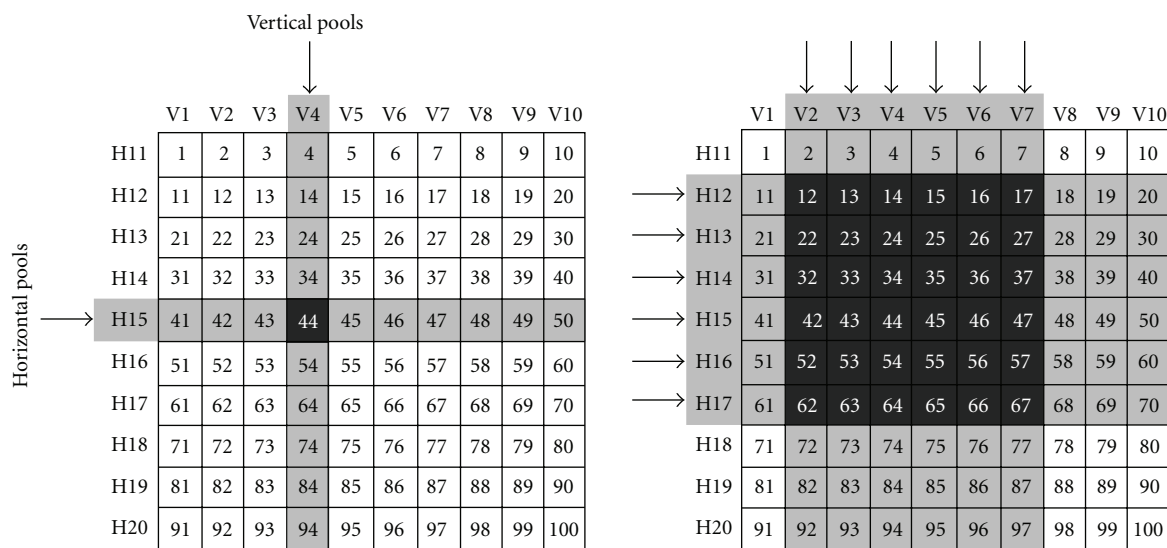 Vertical pools
V1 V2 V3 V4 V5 V6 V7 V8 V9 V10
H11 1 2 3 4 5 6 7 8 9 10
H12 11 12 13 14 15 16 17 18 19 20
H13 21 22 23 24 25 26 27 28 29 30
H14 31 32 33 34 35 36 37 38 39 40
H15 41 42 43 44 45 46 47 48 49 50
H16 51 52 53 54 55 56 57 58 59 60
H17 61 62 63 64 65 66 67 68 69 70
H18 71 72 73 74 75 76 77 78 79 80
H19 81 82 83 84 85 86 87 88 89 90
H20 91 92 93 94 95 96 97 98 99 100
Horizontal pools
V1 V2 V3 V4 V5 V6 V7 V8 V9 V10
H11 1 2 3 4 5 6 7 8 9 10
H12 11 12 13 14 15 16 17 18 19 20
H13 21 22 23 24 25 26 27 28 29 30
H14 31 32 33 34 35 36 37 38 39 40
H15 41 42 43 44 45 46 47 48 49 50
H16 51 52 53 54 55 56 57 58 59 60
H17 61 62 63 64 65 66 67 68 69 70
H18 71 72 73 74 75 76 77 78 79 80
H19 81 82 83 84 85 86 87 88 89 90
H20 91 92 93 94 95 96 97 98 99 100